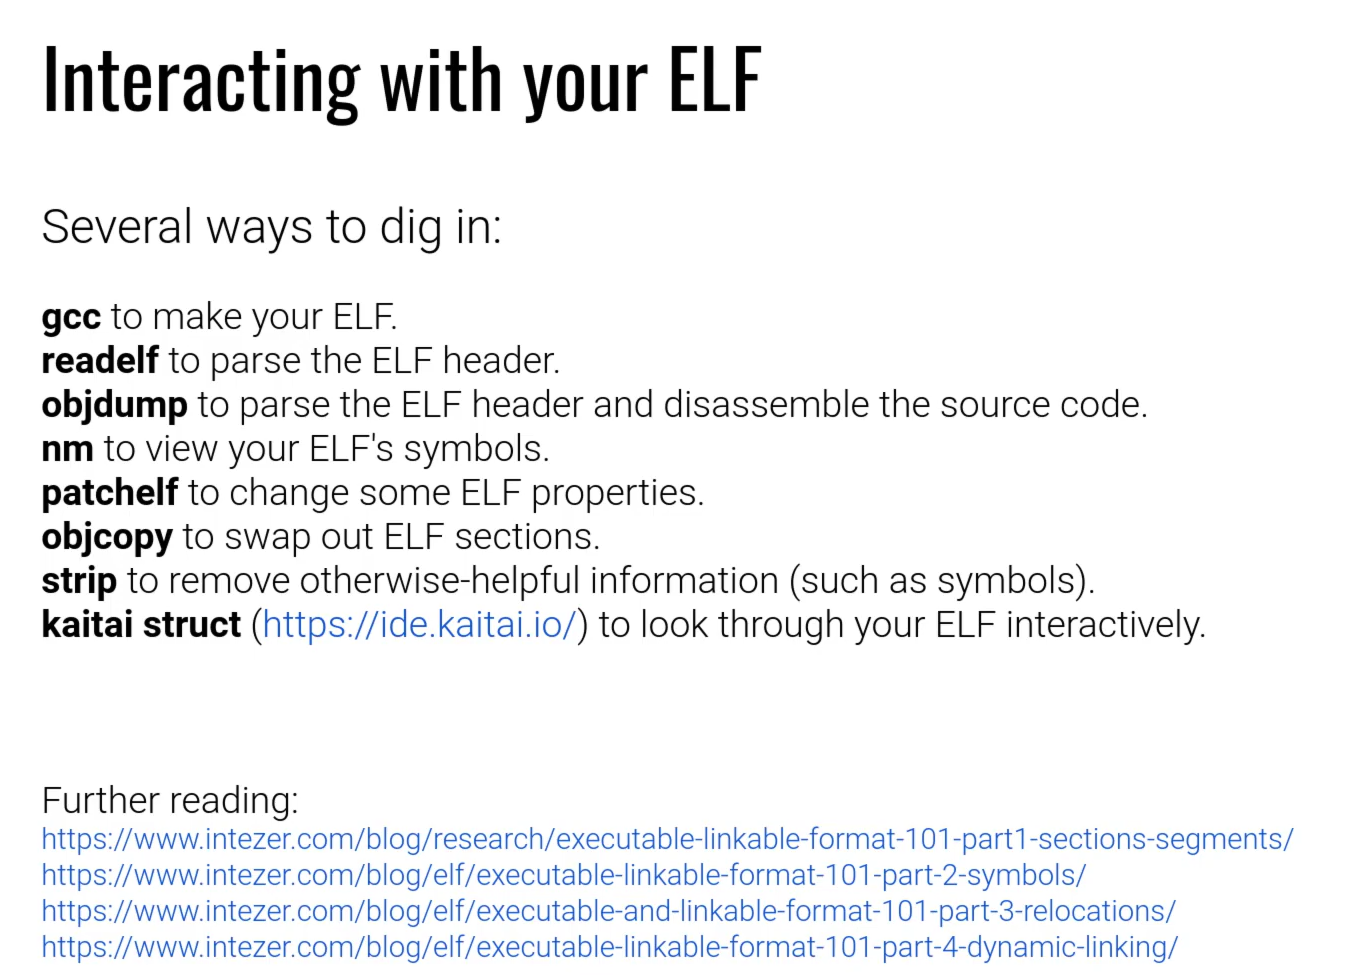 Interacting with your ELF
Several ways to dig in:
gcc to make your ELF.
readelf to parse the ELF header.
objdump to parse the ELF header and disassemble the source code.
nm to view your ELF's symbols.
patchelf to change some ELF properties.
objcopy to swap out ELF sections.
strip to remove otherwise-helpful information (such as symbols).
kaitai struct (https://ide.kaitai.io/) to look through your ELF interactively.
Further reading:
https://www.intezer.com/blog/research/executable-linkable-format-101-part1-sections-segments/
https://www.intezer.com/blog/elf/executable-linkable-format-101-part-2-symbols/
https://www.intezer.com/blog/elf/executable-and-linkable-format-101-part-3-relocations/
https://www.intezer.com/blog/elf/executable-linkable-format-101-part-4-dynamic-linking/